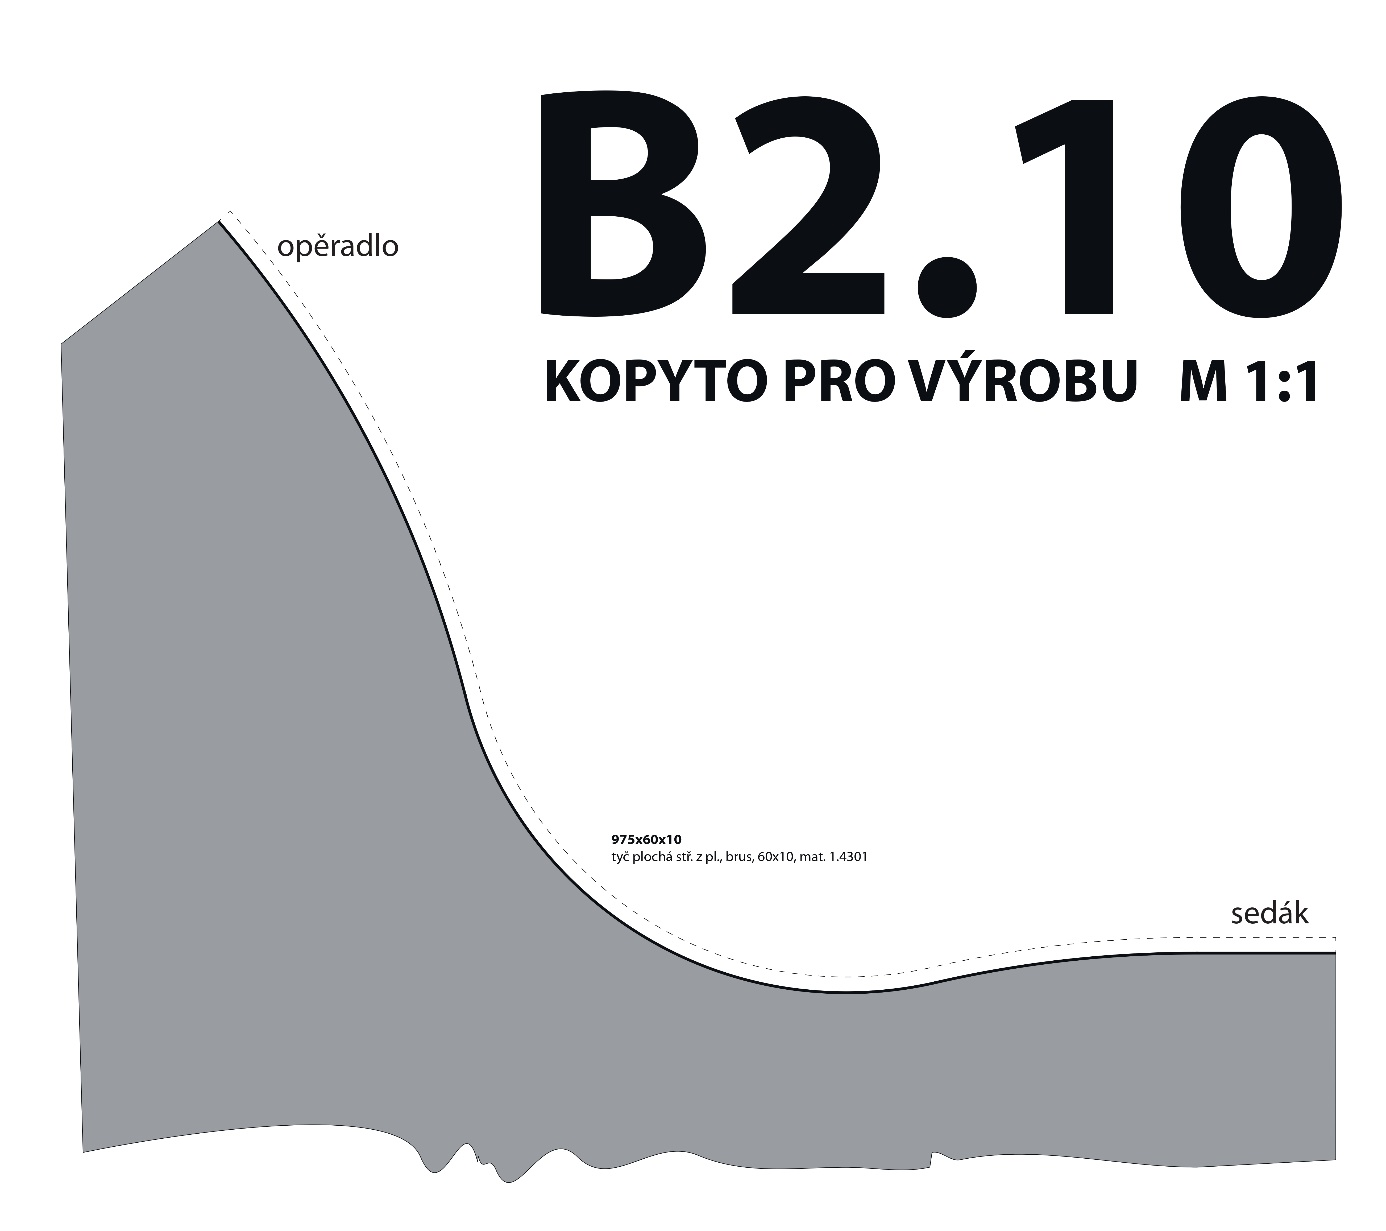 B2.10
KOPYTO PRO VÝROBU M 1:1
opěradlo
975x60x10
tyč plochá stř. z pl., brus, 60x10, mat. 1.4301
sedák